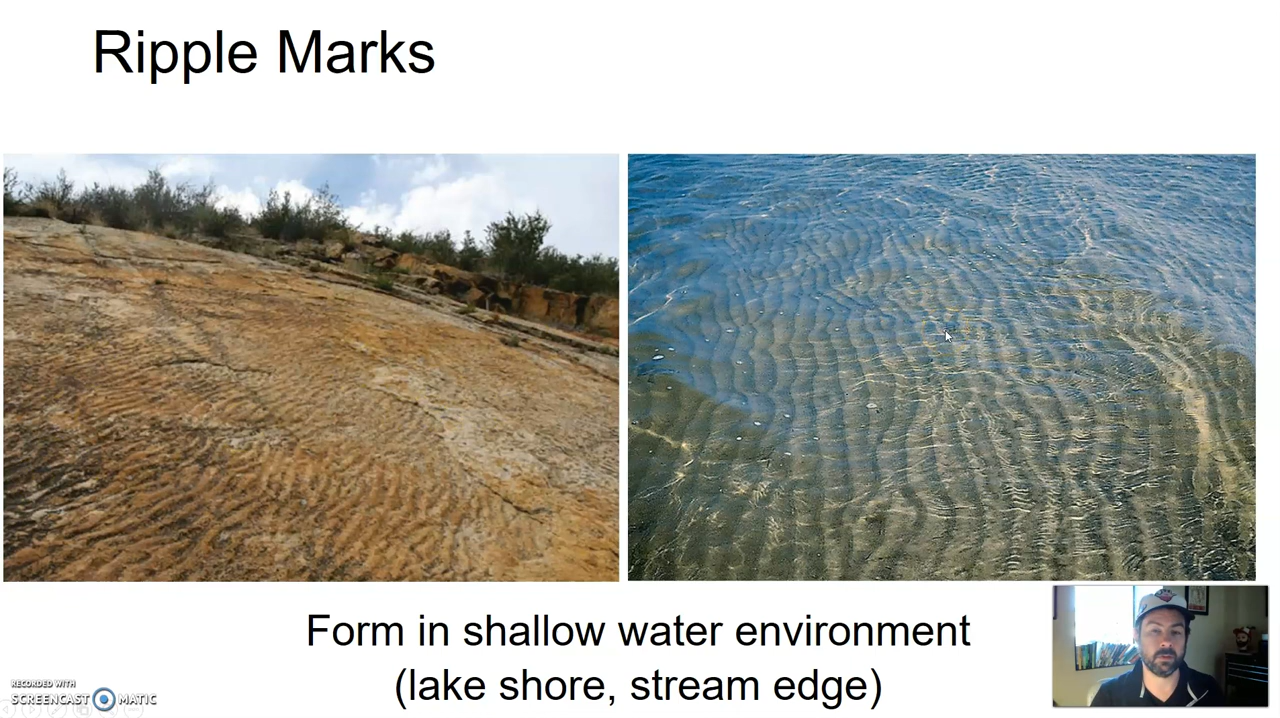 Ripple Marks
Form in shallow water environment
(lake shore, stream edge)
RECORDED WITH
SCREENCAST MATIC